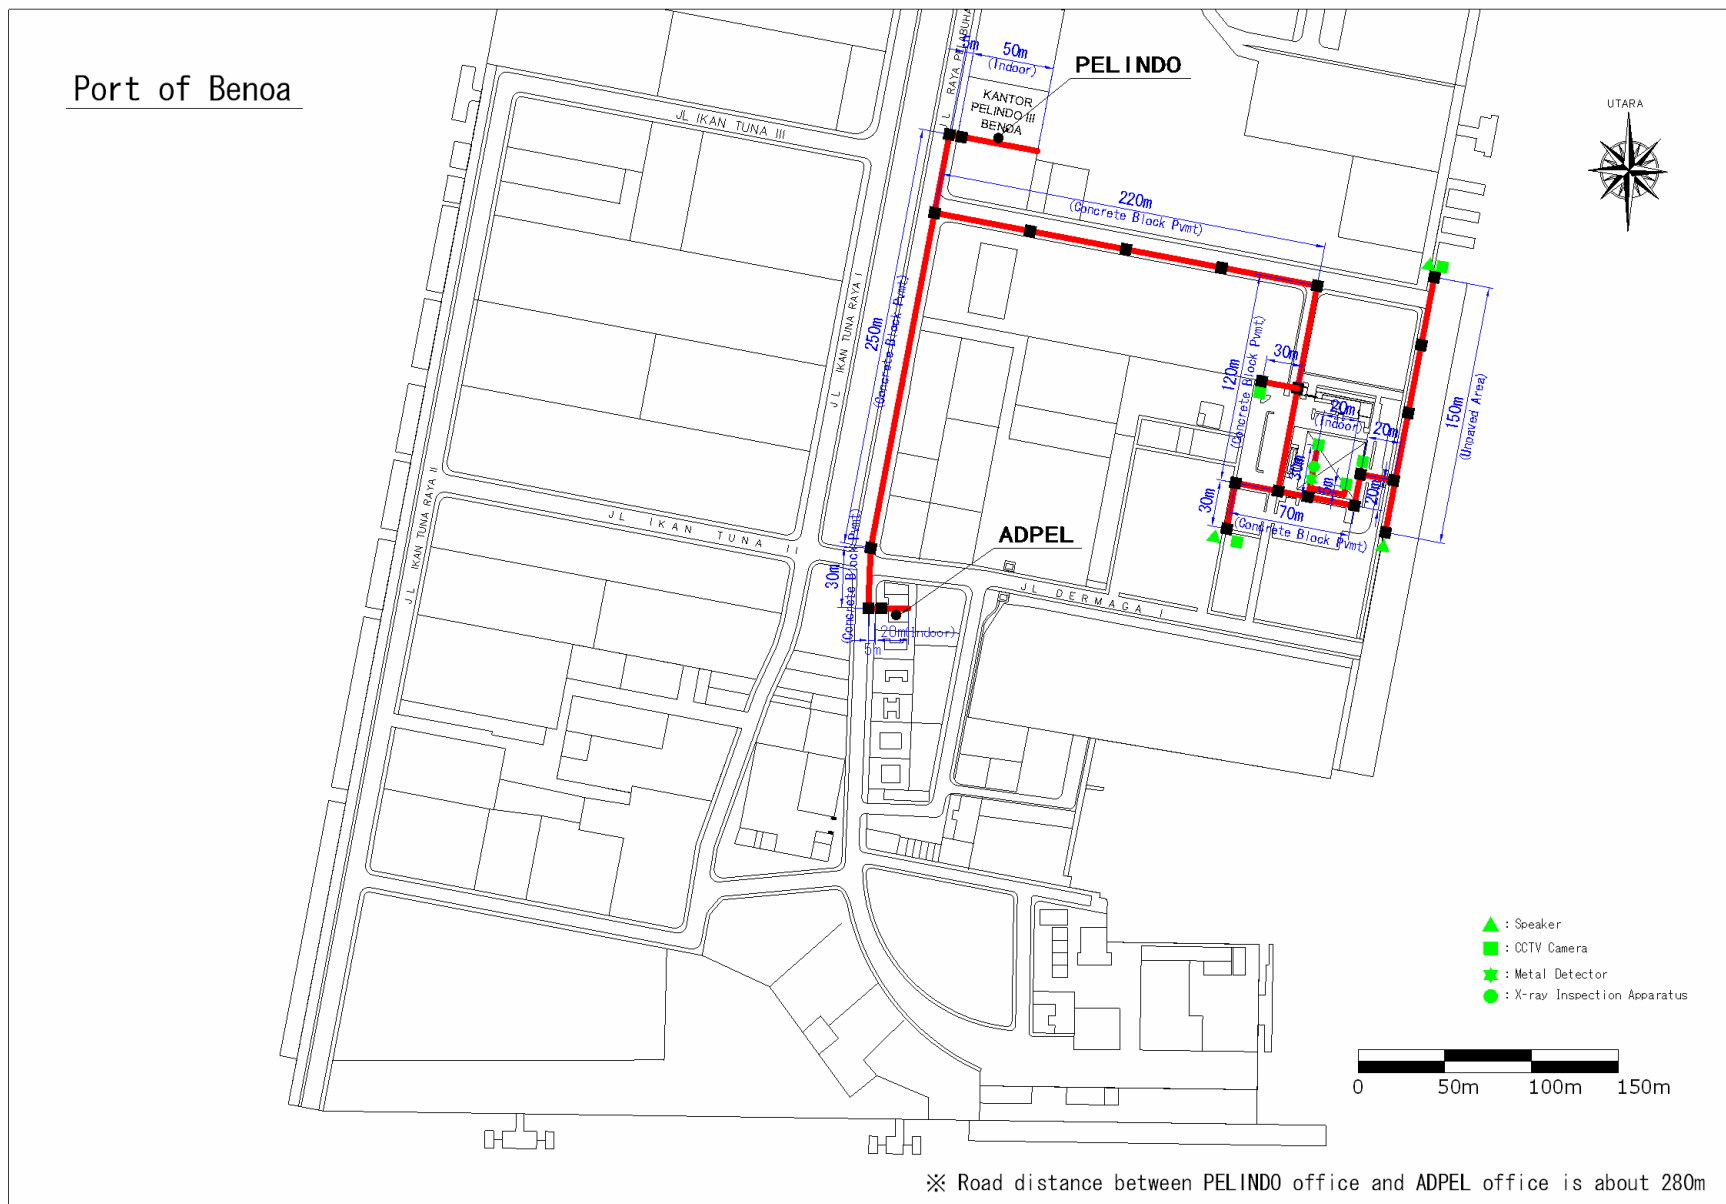 Port of Benoa
5m
50m
(Indoor)
PELINDO
KANTOR
PELINDO III
BENOA
JL RAYA PELABUHA
UTARA
JL IKAN TUNA III
220m
(Concrete Block Pvmt)
250m
(Concrete Block Pvmt)
JL IKAN TUNA RAYA I
30m
120m
(Concrete Block Pvmt)
20m
(Indoor)
20m
150m
(Unpaved Area)
30m
5m
20m
30m
70m
(Concrete Block Pvmt)
JL IKAN TUNA RAYA II
JL IKAN TUNA II
ADPEL
30m
(Concrete Block Pvmt)
JL DERMAGA I
20m(Indoor)
5m
: Speaker
: CCTV Camera
: Metal Detector
: X-ray Inspection Apparatus
0 50m 100m 150m
※ Road distance between PELINDO office and ADPEL office is about 280m